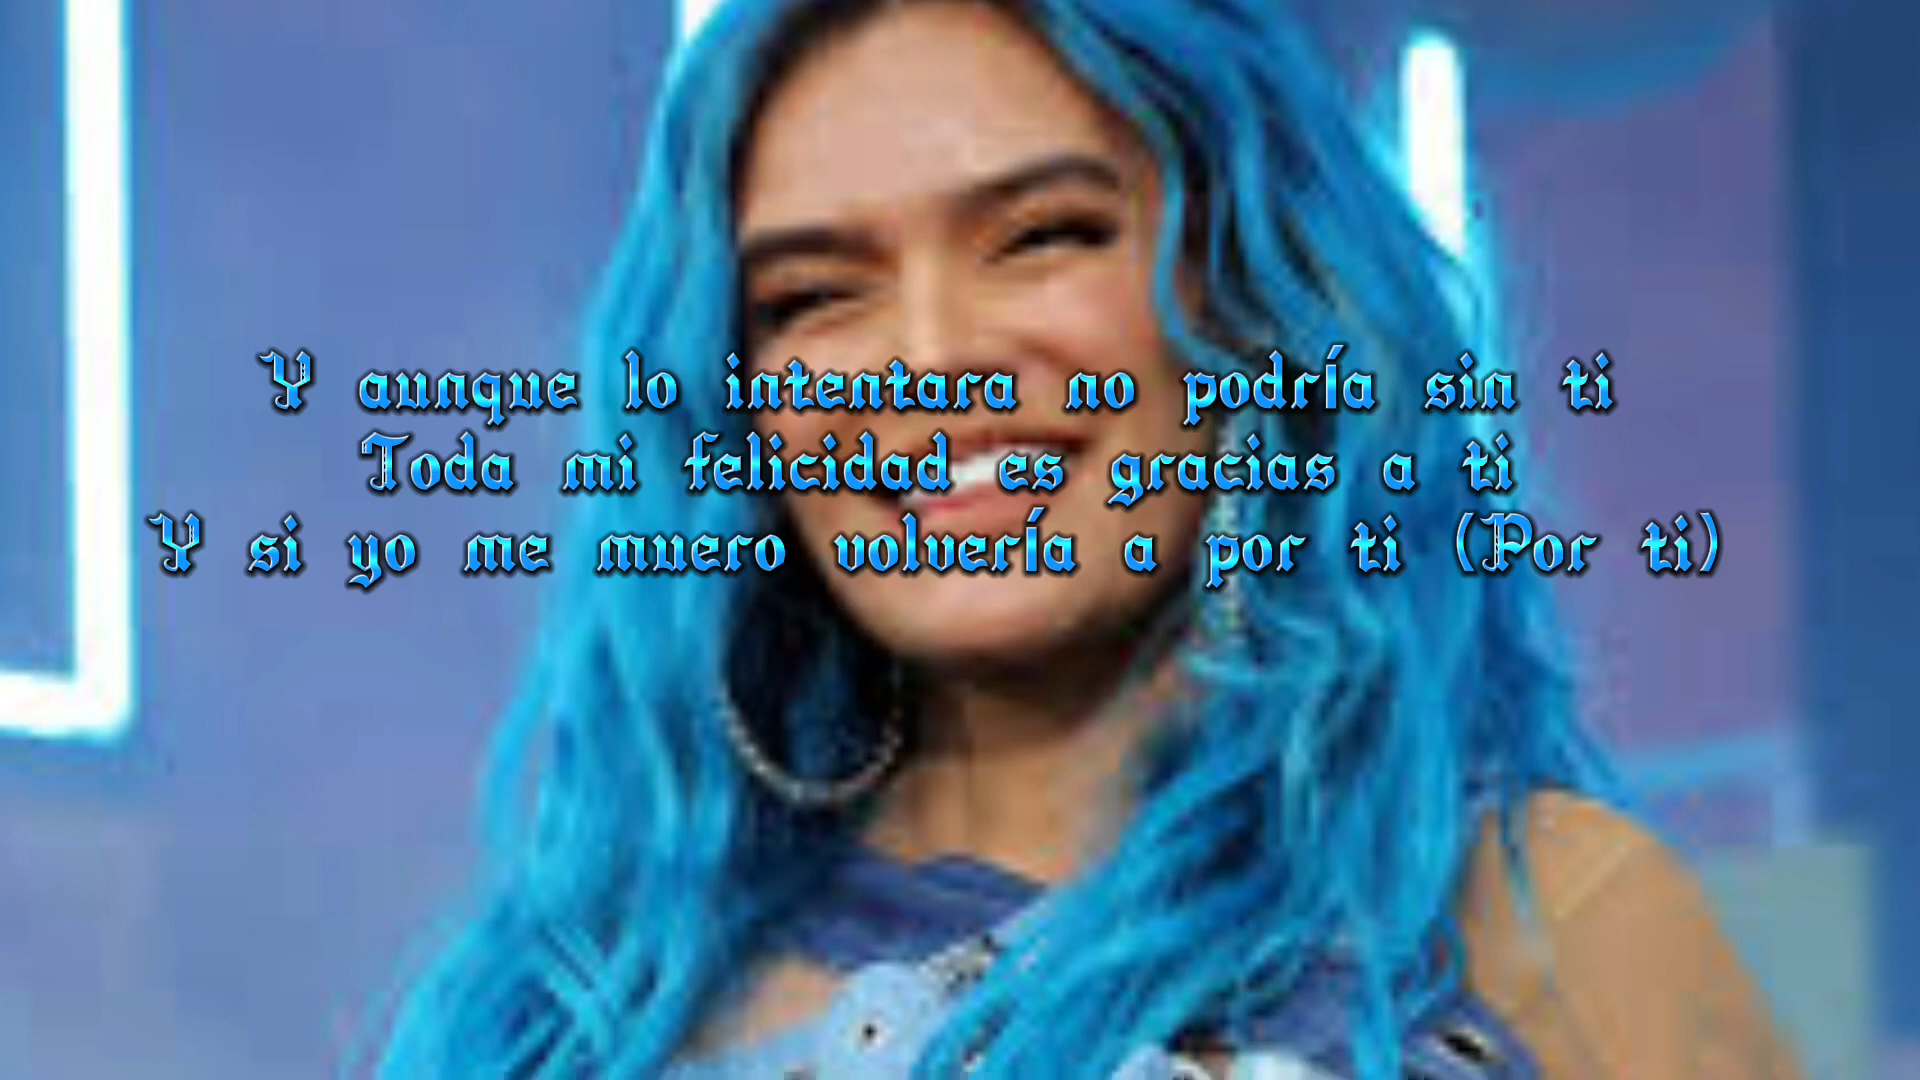 Y aunque lo intentara no podría sin ti
Toda mi felicidad es gracias a ti
Y si yo me muero volvería a por ti (Por ti)